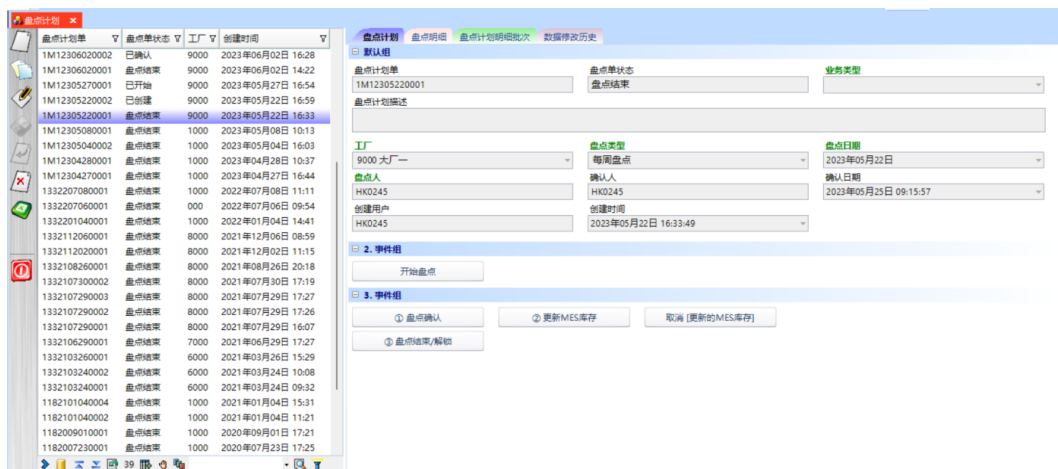 盘点计划
盘点计划单 盘点单状态 工厂 创建时间
1M12306020002 已确认 9000 2023年06月02日 16:28
1M12306020001 盘点结束 9000 2023年06月02日 14:22
1M12305270001 已开始 9000 2023年05月27日 16:54
1M12305220002 已创建 9000 2023年05月22日 16:59
1M12305220001 盘点结束 9000 2023年05月22日 16:33
1M12305080001 盘点结束 1000 2023年05月08日 10:13
1M12305040002 盘点结束 1000 2023年05月04日 16:03
1M12304280001 盘点结束 1000 2023年04月28日 10:37
1M12304270001 盘点结束 1000 2023年04月27日 16:44
1332207080001 盘点结束 1000 2022年07月08日 11:11
1332207060001 盘点结束 000 2022年07月06日 09:54
1332201040001 盘点结束 1000 2022年01月04日 14:41
1332112060001 盘点结束 8000 2021年12月06日 08:59
1332112020001 盘点结束 8000 2021年12月02日 11:15
1332108260001 盘点结束 8000 2021年08月26日 20:18
1332107300002 盘点结束 8000 2021年07月30日 17:19
1332107290003 盘点结束 8000 2021年07月29日 17:27
1332107290002 盘点结束 8000 2021年07月29日 17:26
1332107290001 盘点结束 8000 2021年07月29日 16:07
1332106290001 盘点结束 7000 2021年06月29日 17:27
1332103260001 盘点结束 6000 2021年03月26日 15:29
1332103240002 盘点结束 6000 2021年03月24日 10:08
1332103240001 盘点结束 6000 2021年03月24日 09:32
1182101040004 盘点结束 1000 2021年01月04日 15:31
1182101040002 盘点结束 1000 2021年01月04日 11:21
1182009010001 盘点结束 1000 2020年09月01日 17:21
1182007230001 盘点结束 1000 2020年07月23日 17:25
39
盘点计划 盘点明细 盘点计划明细批次 数据修改历史
默认组
盘点计划单 盘点单状态 业务类型
1M12305220001 盘点结束
盘点计划描述
工厂 盘点类型 盘点日期
9000 大厂一 每周盘点 2023年05月22日
盘点人 确认人 确认日期
HK0245 HK0245 2023年05月25日 09:15:57
创建用户 创建时间
HK0245 2023年05月22日 16:33:49
2. 事件组
开始盘点
3. 事件组
① 盘点确认 ② 更新MES库存 取消 [更新的MES库存]
③ 盘点结束/解锁